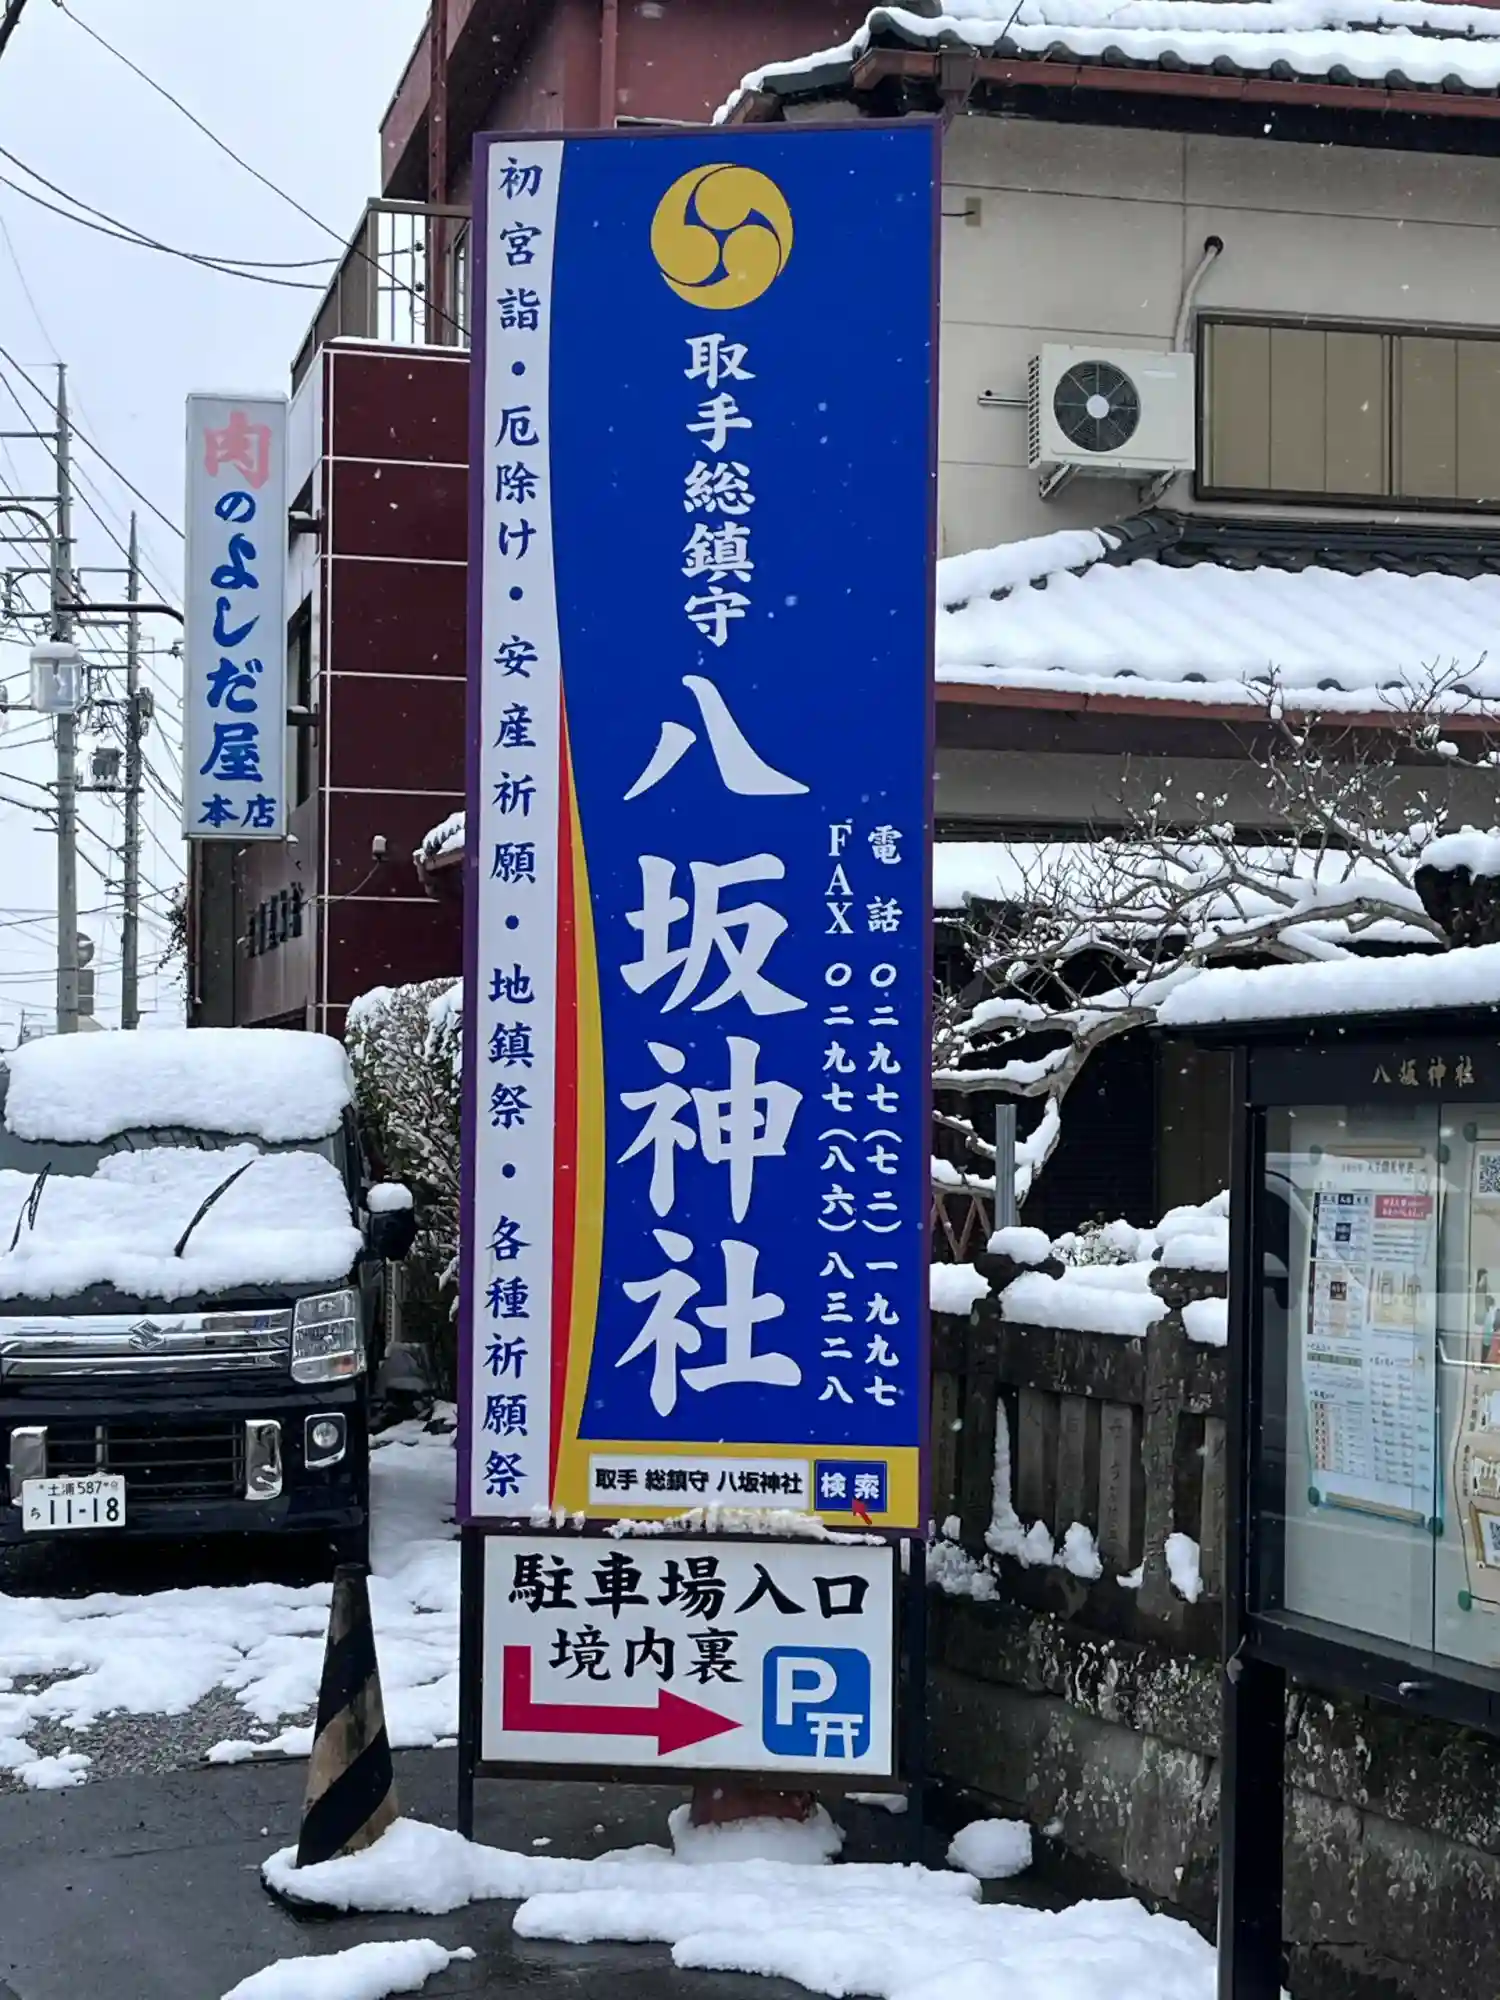 初宮詣・厄除け・安産祈願・地鎮祭・各種祈願祭
取手総鎮守
八坂神社
電話 〇二九七(七二)一九九七
FAX 〇二九七(八六)八三二八
取手 総鎮守 八坂神社 検索
駐車場入口
境内裏
P
肉のよしだ屋
本店
土浦 587
ち 11-18
八坂神社